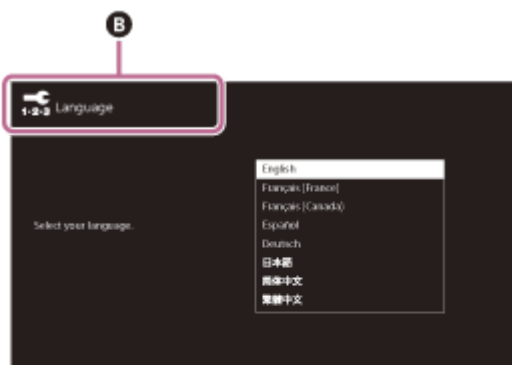 B
1·2·3 Language
Select your language.
English
Français (France)
Français (Canada)
Español
Deutsch
日本語
简体中文
繁體中文